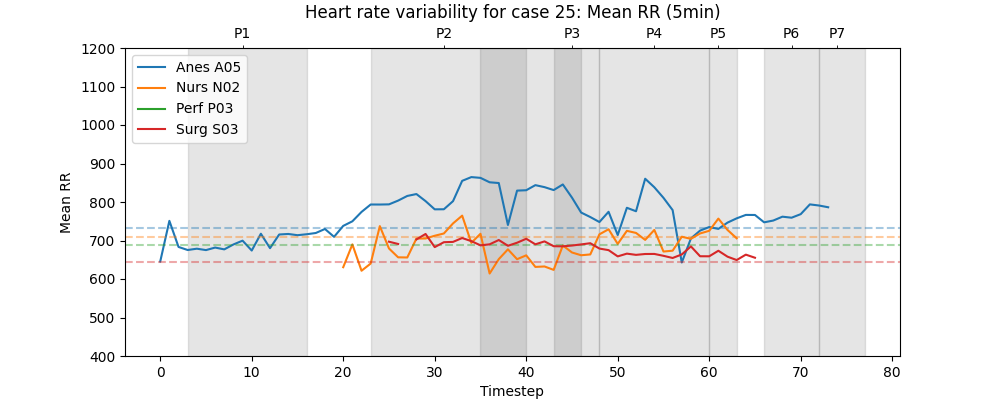 Heart rate variability for case 25: Mean RR (5min)
P1 P2 P3 P4 P5 P6 P7
1200
1100
1000
900
800
700
600
500
400
Mean RR
Anes A05
Nurs N02
Perf P03
Surg S03
0 10 20 30 40 50 60 70 80
Timestep